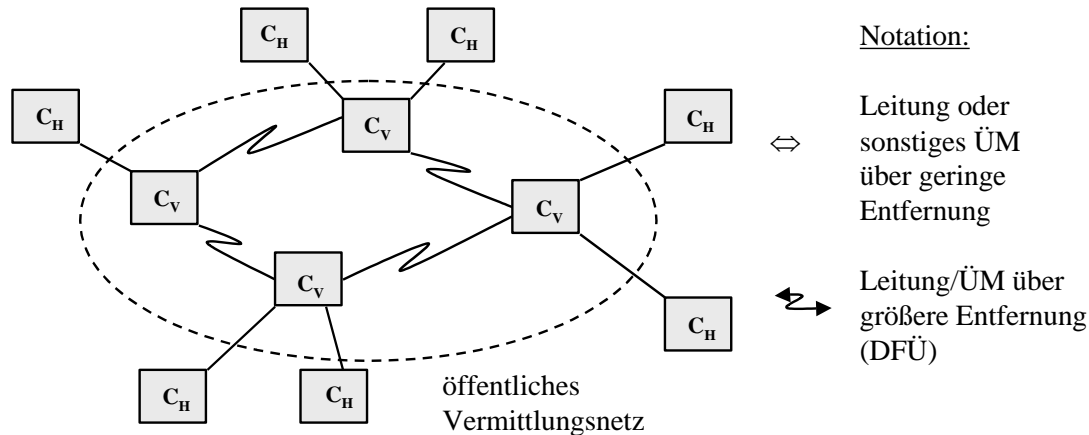 C_H
C_H
Notation:
C_H
C_H
Leitung oder
C_V
⇔
sonstiges ÜM
über geringe
C_V
C_V
Entfernung
C_V
Leitung/ÜM über
C_H
größere Entfernung
(DFÜ)
C_H
C_H
öffentliches
Vermittlungsnetz